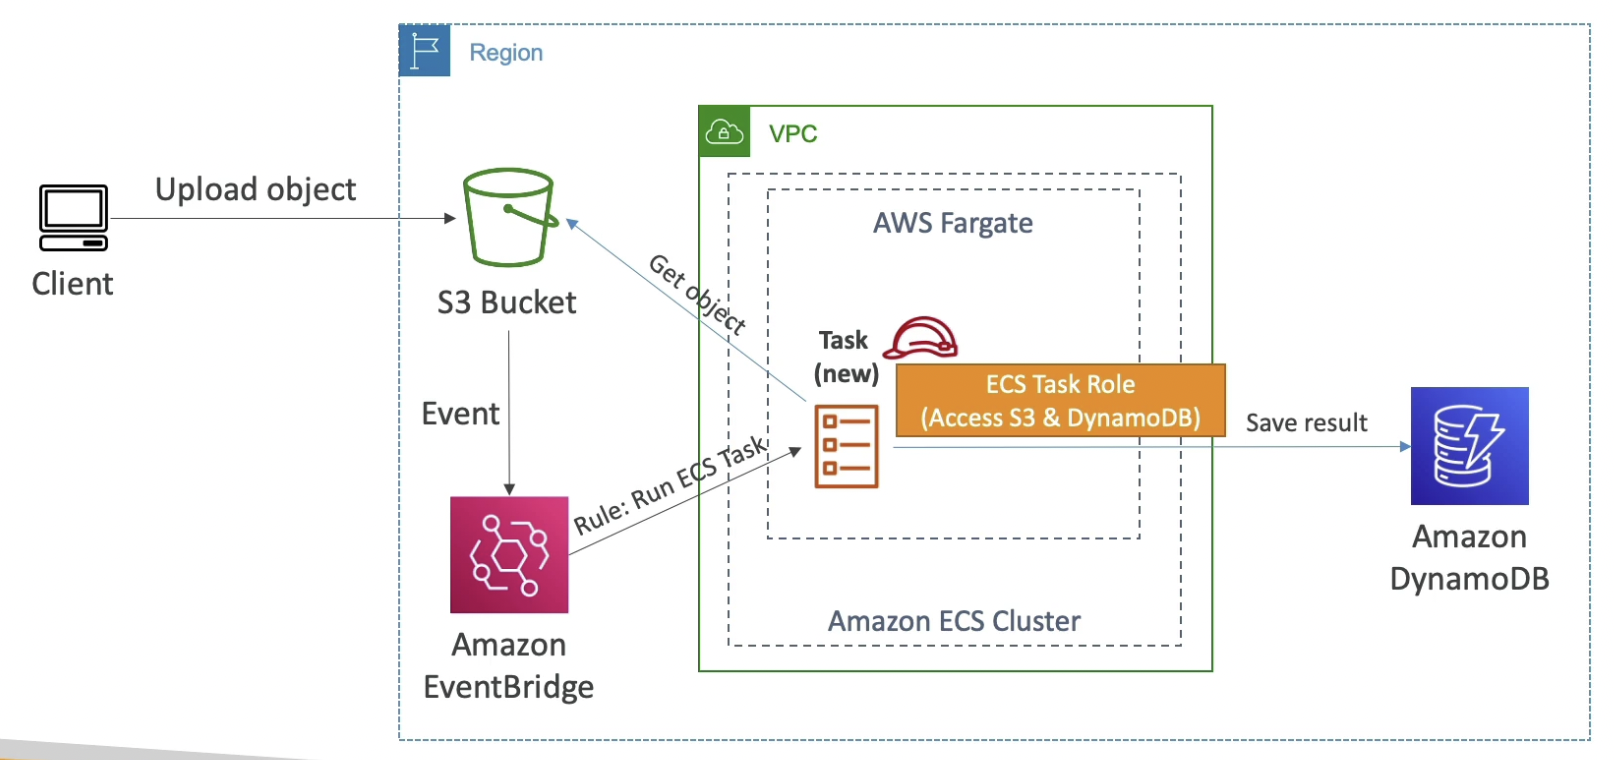 Region
VPC
Upload object
Client
S3 Bucket
Get object
AWS Fargate
Task
(new)
ECS Task Role
(Access S3 & DynamoDB)
Event
Rule: Run ECS Task
Save result
Amazon
DynamoDB
Amazon ECS Cluster
Amazon
EventBridge